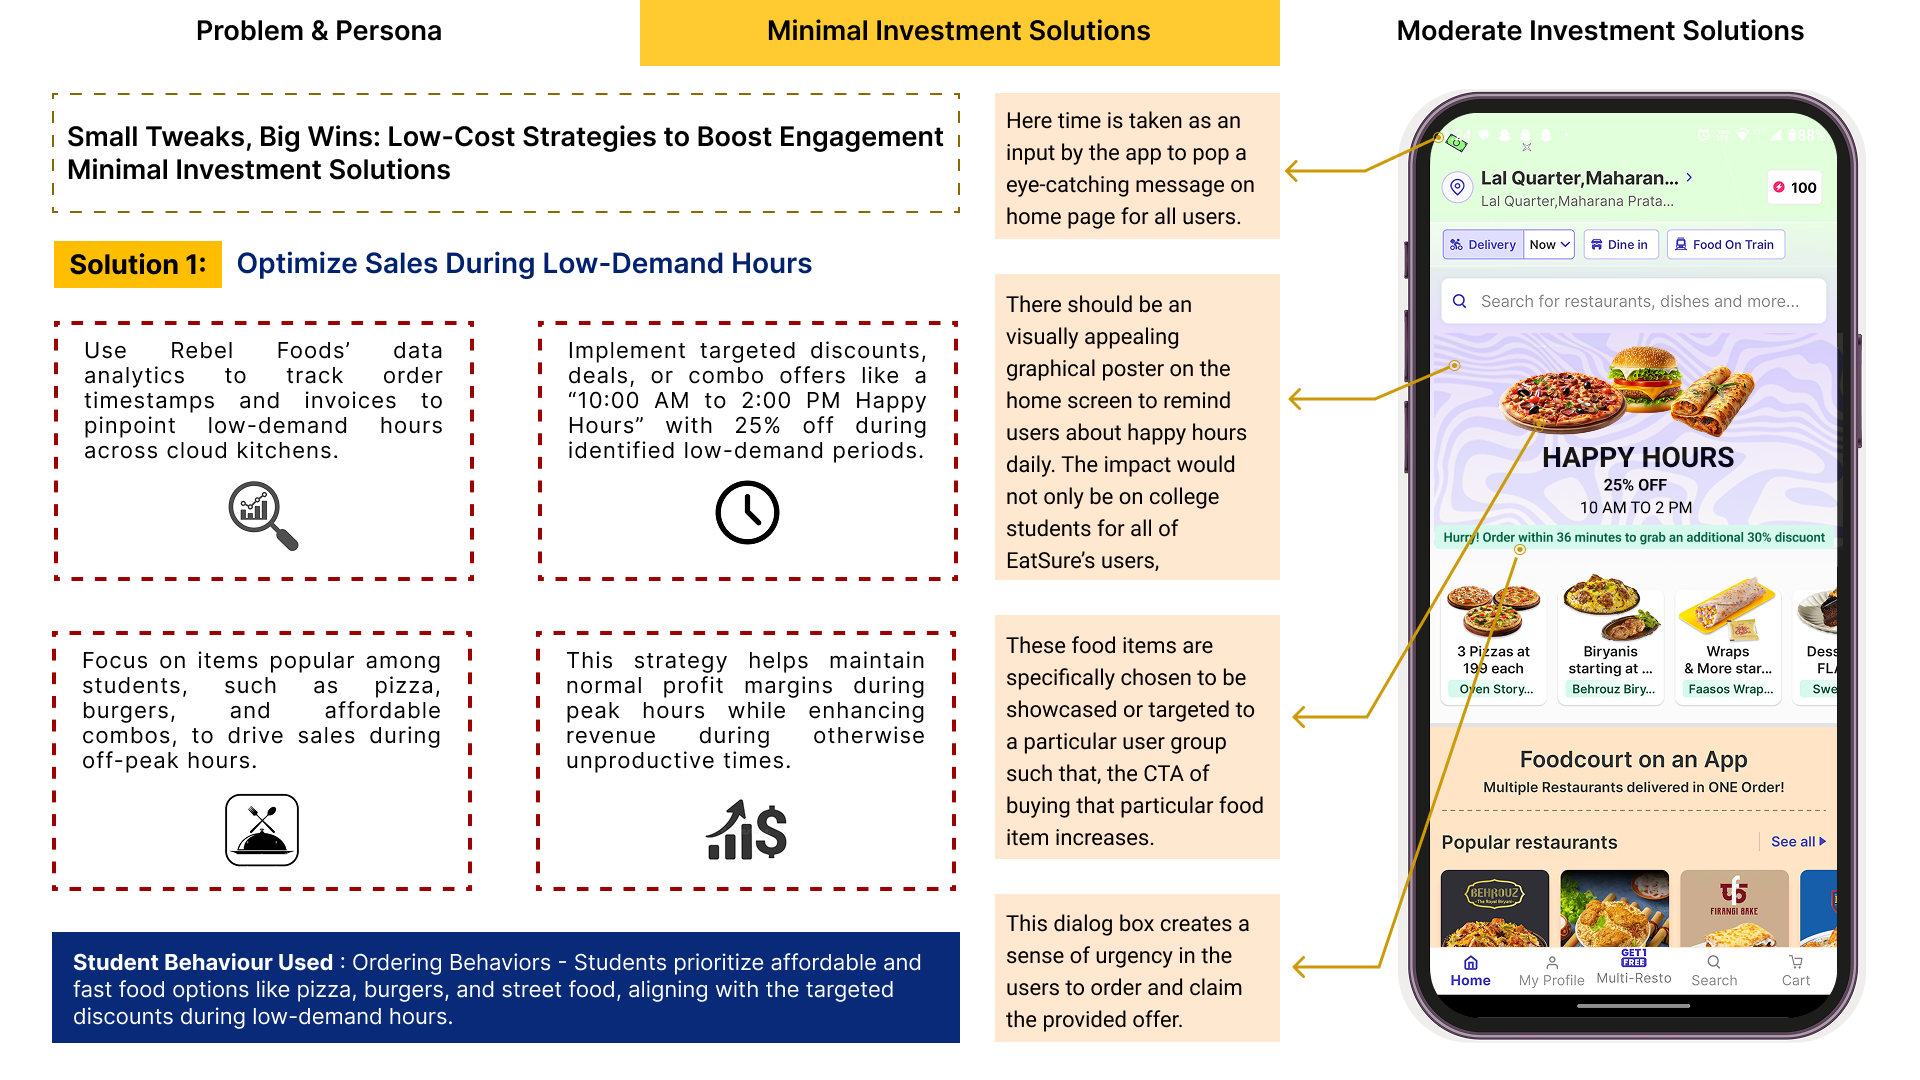 Problem & Persona
Minimal Investment Solutions
Moderate Investment Solutions
Small Tweaks, Big Wins: Low-Cost Strategies to Boost Engagement
Minimal Investment Solutions
Solution 1:
Optimize Sales During Low-Demand Hours
Use Rebel Foods’ data
analytics to track order
timestamps and invoices to
pinpoint low-demand hours
across cloud kitchens.
Implement targeted discounts,
deals, or combo offers like a
“10:00 AM to 2:00 PM Happy
Hours” with 25% off during
identified low-demand periods.
Focus on items popular among
students, such as pizza,
burgers, and affordable
combos, to drive sales during
off-peak hours.
This strategy helps maintain
normal profit margins during
peak hours while enhancing
revenue during otherwise
unproductive times.
Student Behaviour Used : Ordering Behaviors - Students prioritize affordable and
fast food options like pizza, burgers, and street food, aligning with the targeted
discounts during low-demand hours.
Here time is taken as an
input by the app to pop a
eye-catching message on
home page for all users.
There should be an
visually appealing
graphical poster on the
home screen to remind
users about happy hours
daily. The impact would
not only be on college
students for all of
EatSure’s users,
These food items are
specifically chosen to be
showcased or targeted to
a particular user group
such that, the CTA of
buying that particular food
item increases.
This dialog box creates a
sense of urgency in the
users to order and claim
the provided offer.
88%
Lal Quarter,Maharan...
100
Lal Quarter,Maharana Prata...
Delivery
Now
Dine in
Food On Train
Search for restaurants, dishes and more...
HAPPY HOURS
25% OFF
10 AM TO 2 PM
Hurry! Order within 36 minutes to grab an additional 30% discuont
3 Pizzas at
199 each
Oven Story...
Biryanis
starting at ...
Behrouz Biry...
Wraps
& More star...
Faasos Wrap...
Dess
FLA
Swe
Foodcourt on an App
Multiple Restaurants delivered in ONE Order!
Popular restaurants
See all
BEHROUZ
The Royal Biryani
FIRANGI BAKE
GET 1
FREE
Home
My Profile
Multi-Resto
Search
Cart